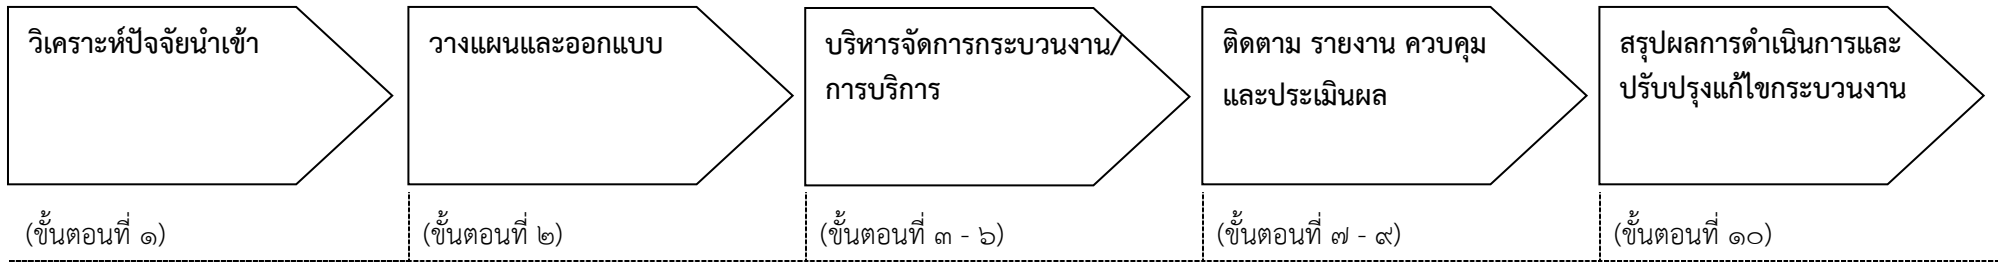 วิเคราะห์ปัจจัยนำเข้า
วางแผนและออกแบบ
บริหารจัดการกระบวนงาน/
การบริการ
ติดตาม รายงาน ควบคุม
และประเมินผล
สรุปผลการดำเนินการและ
ปรับปรุงแก้ไขกระบวนงาน
(ขั้นตอนที่ ๑)
(ขั้นตอนที่ ๒)
(ขั้นตอนที่ ๓ - ๖)
(ขั้นตอนที่ ๗ - ๙)
(ขั้นตอนที่ ๑๐)